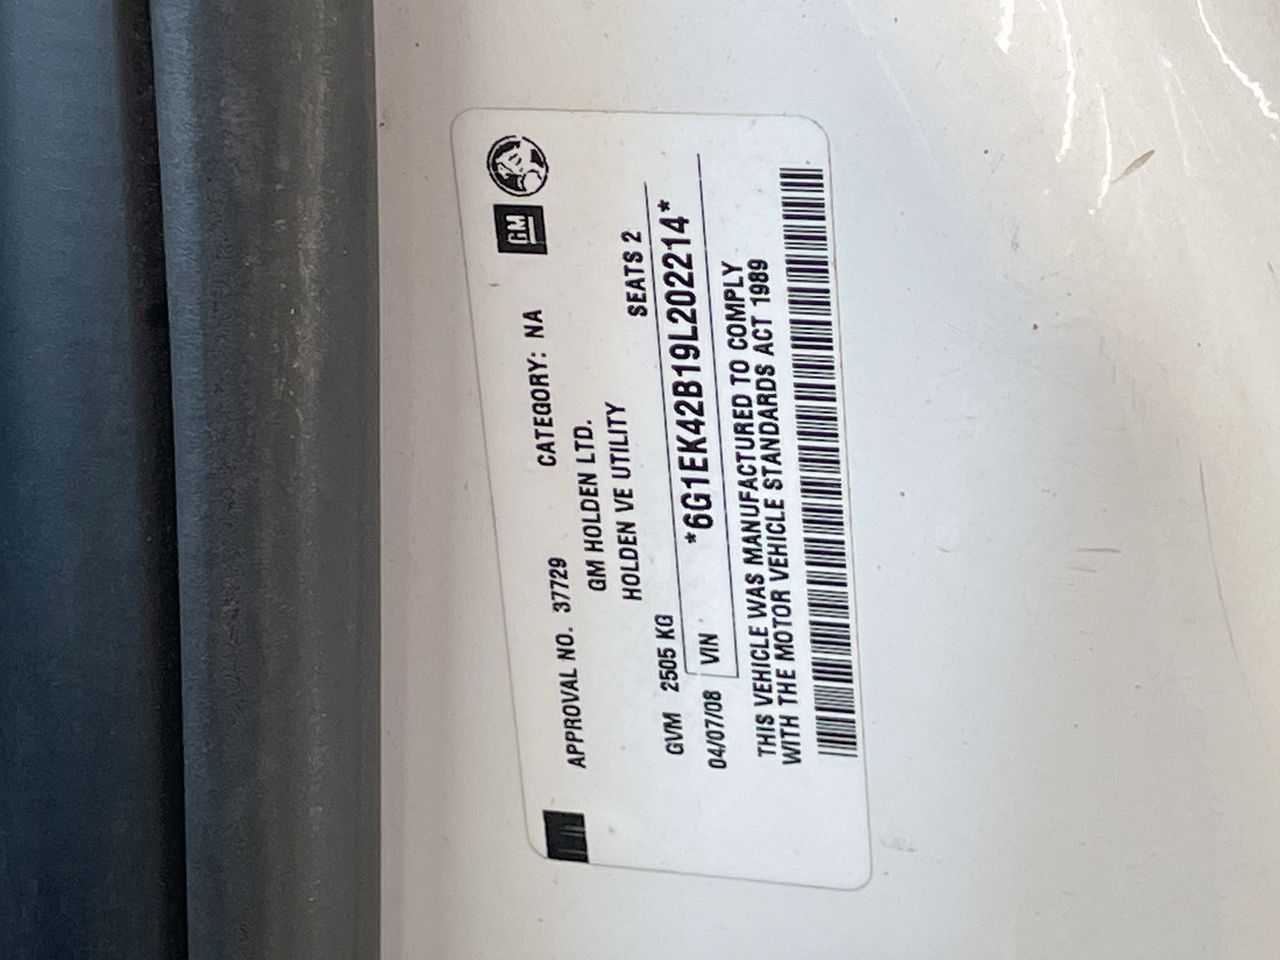 GM
APPROVAL NO. 37729 CATEGORY: NA
GM HOLDEN LTD.
HOLDEN VE UTILITY
GVM 2505 KG SEATS 2
04/07/08 VIN *6G1EK42B19L202214*
THIS VEHICLE WAS MANUFACTURED TO COMPLY
WITH THE MOTOR VEHICLE STANDARDS ACT 1989